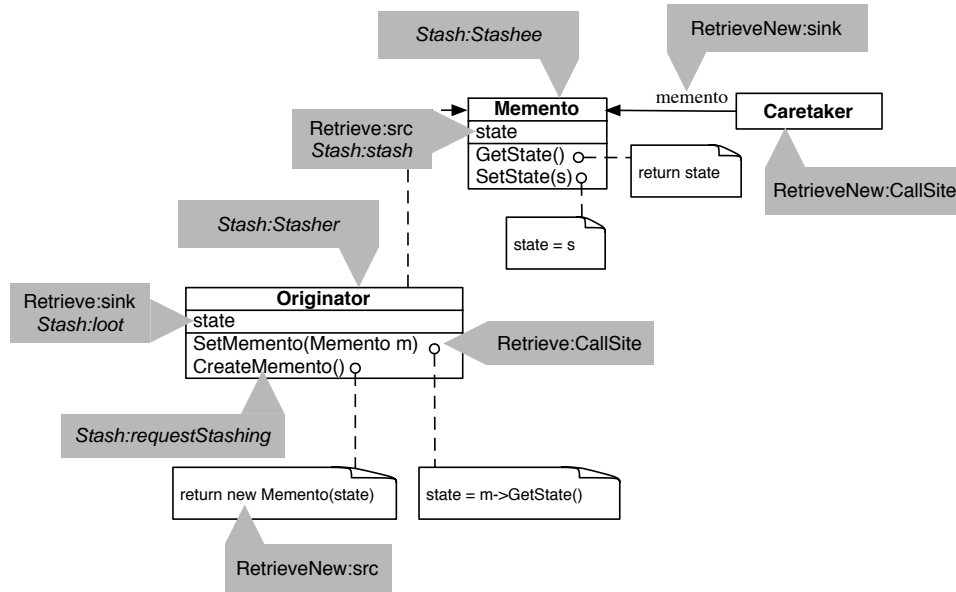 Stash:Stashee
RetrieveNew:sink
memento
Memento
state
GetState()
SetState(s)
Caretaker
Retrieve:src
Stash:stash
return state
RetrieveNew:CallSite
state = s
Stash:Stasher
Retrieve:sink
Stash:loot
Originator
state
SetMemento(Memento m)
CreateMemento()
Retrieve:CallSite
Stash:requestStashing
return new Memento(state)
state = m->GetState()
RetrieveNew:src